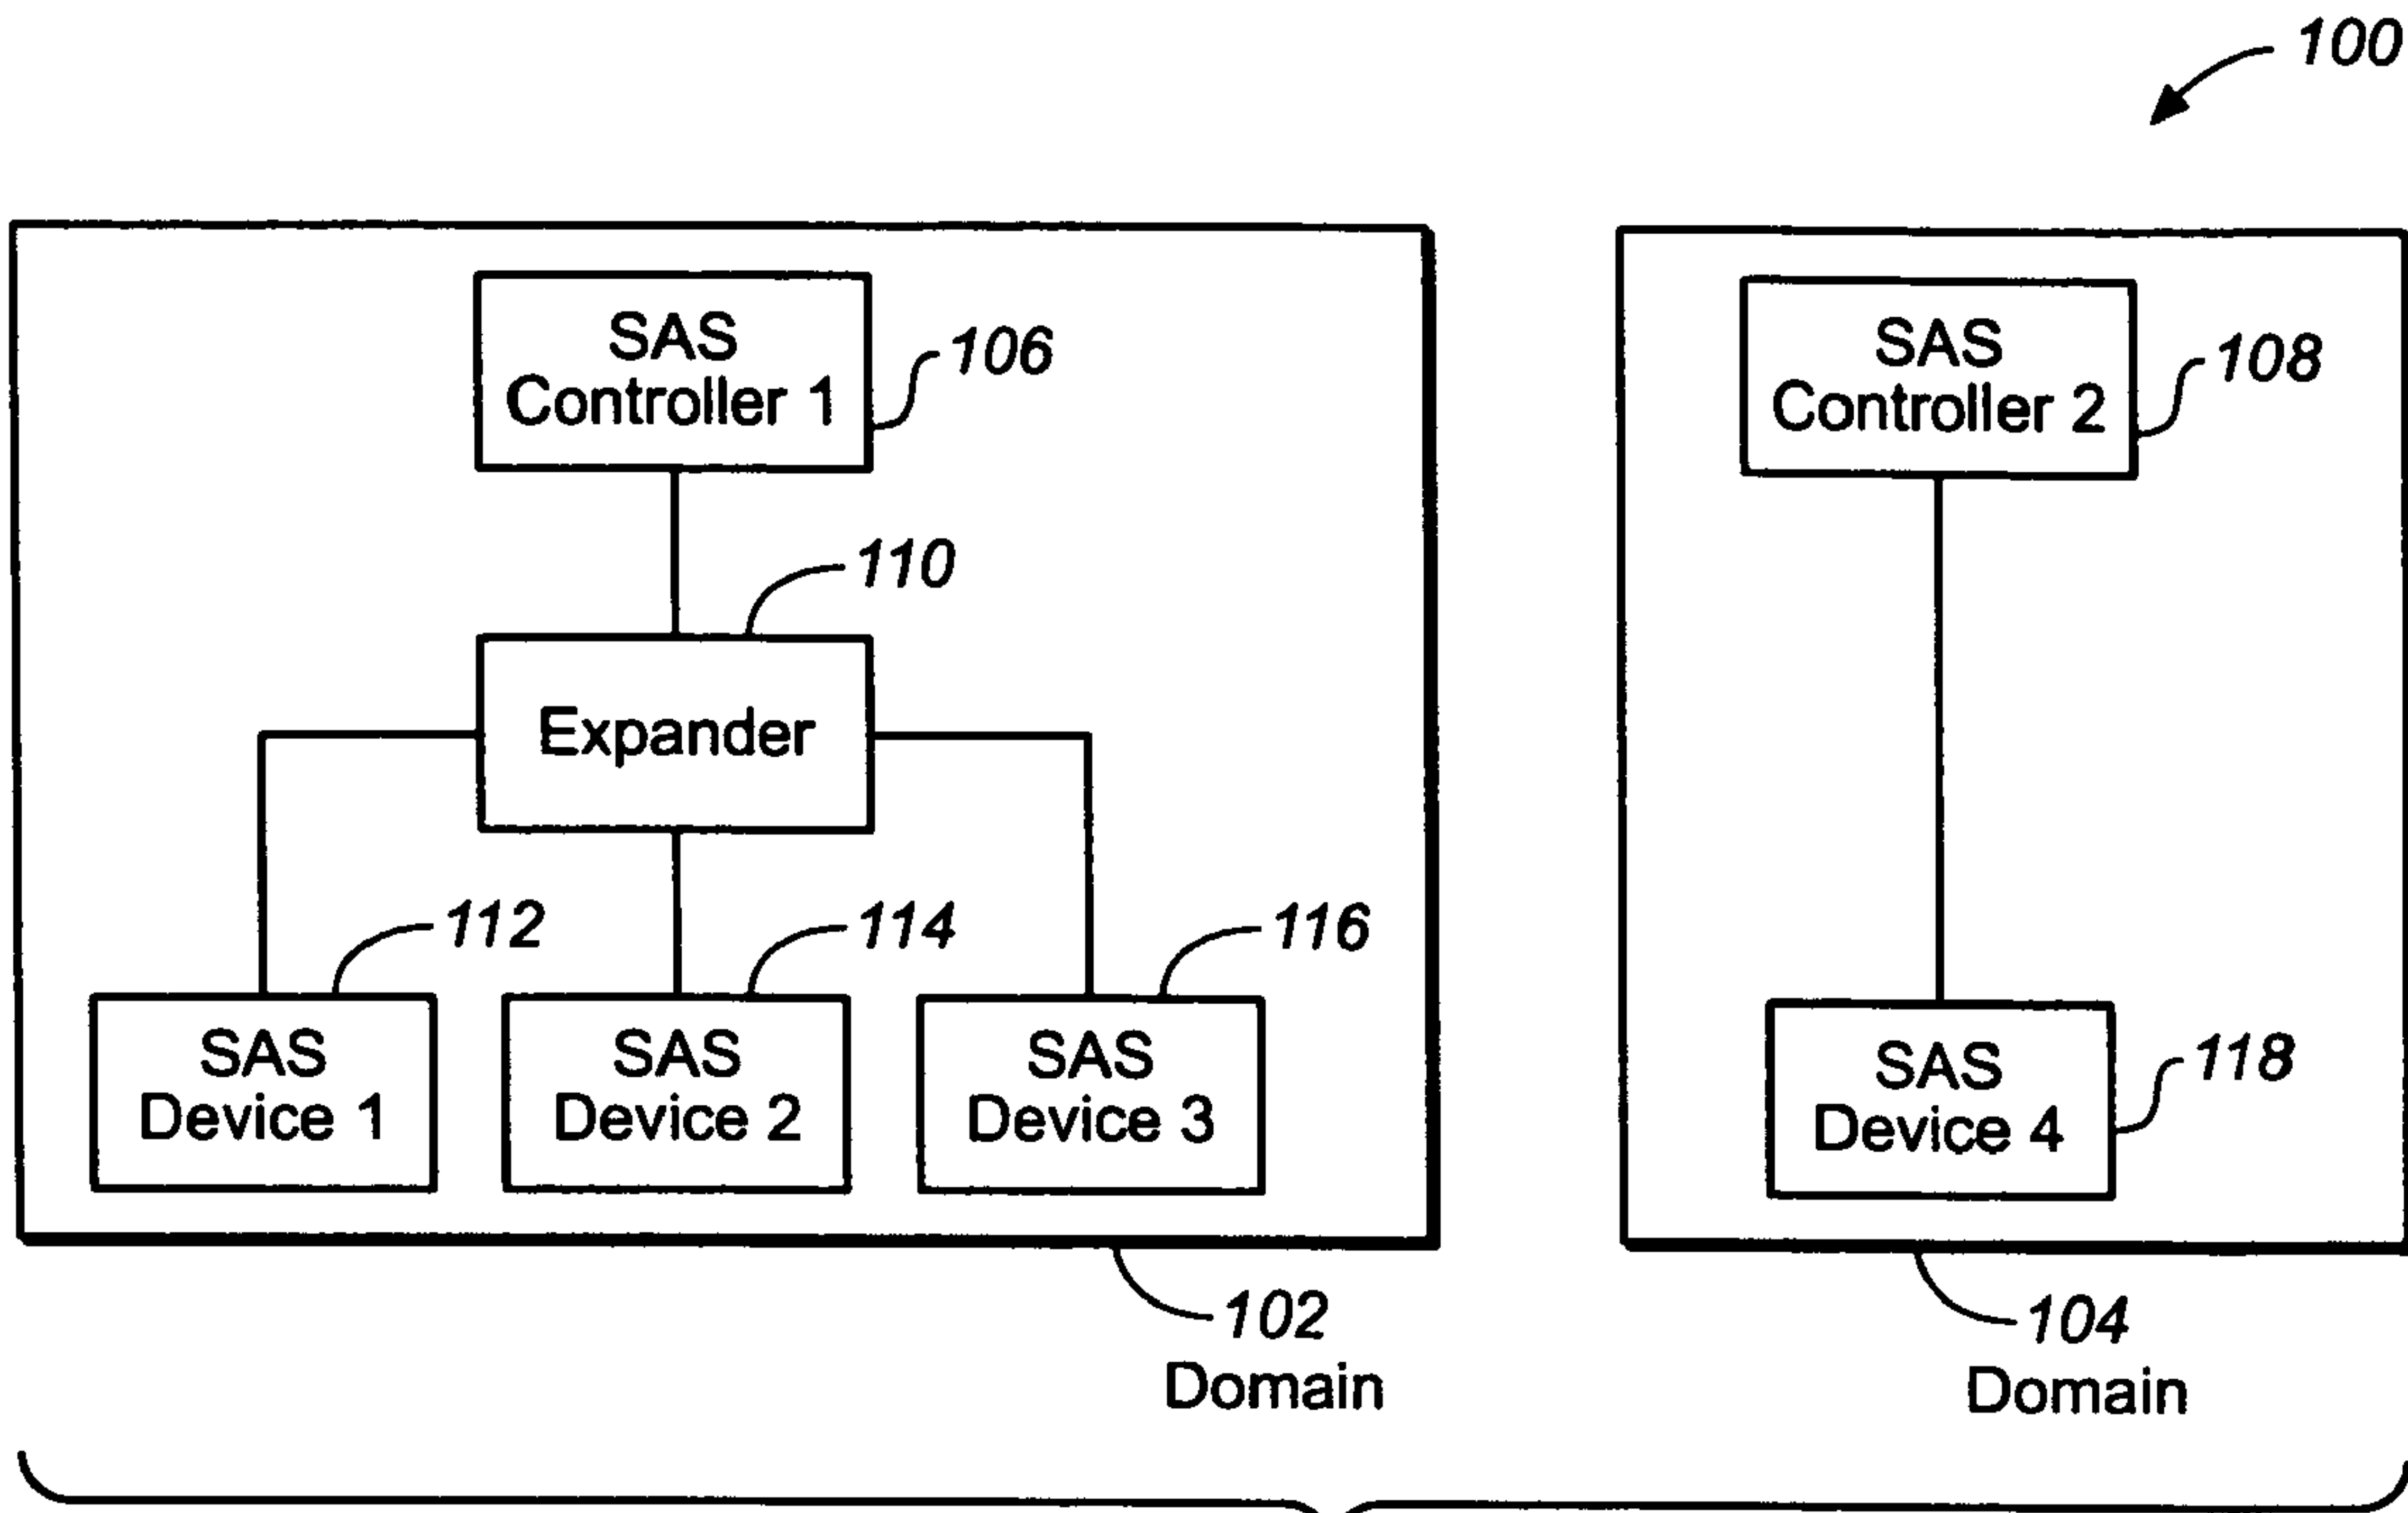 100
SAS
Controller 1
106
SAS
Controller 2
108
110
Expander
112
114
116
SAS
Device 1
SAS
Device 2
SAS
Device 3
SAS
Device 4
118
102
Domain
104
Domain